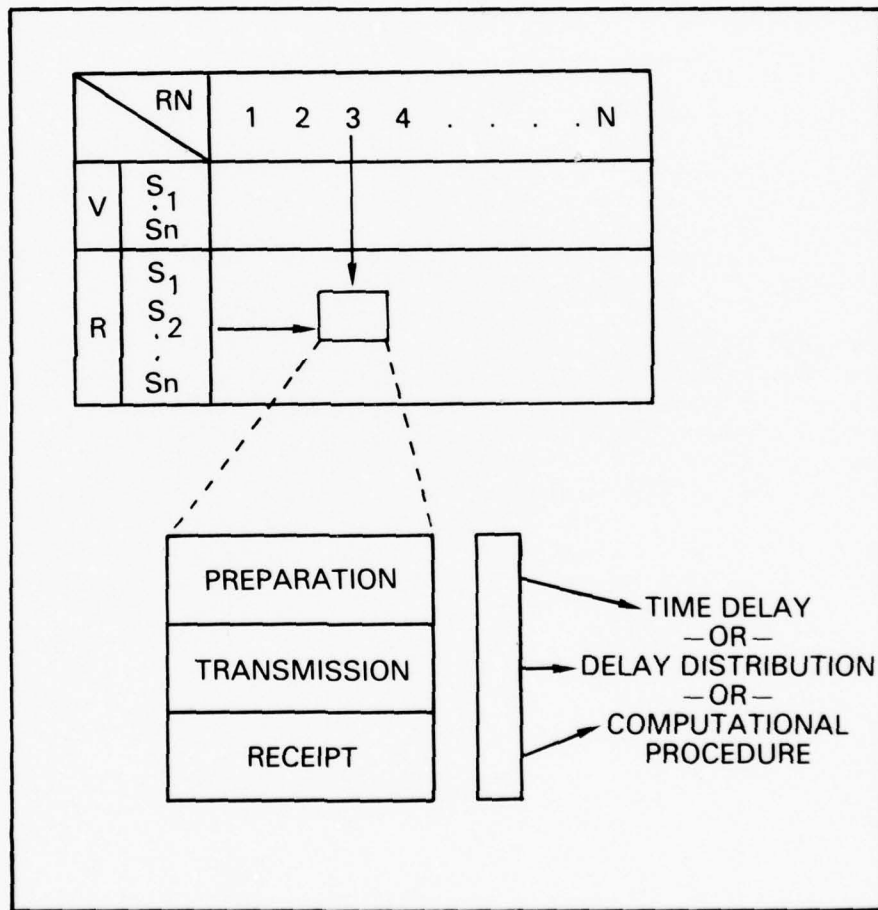 RN
1 2 3 4 . . . . N
V
S₁
.
Sn
R
S₁
S₂
.
.
Sn
PREPARATION
TRANSMISSION
RECEIPT
TIME DELAY
—OR—
DELAY DISTRIBUTION
—OR—
COMPUTATIONAL
PROCEDURE